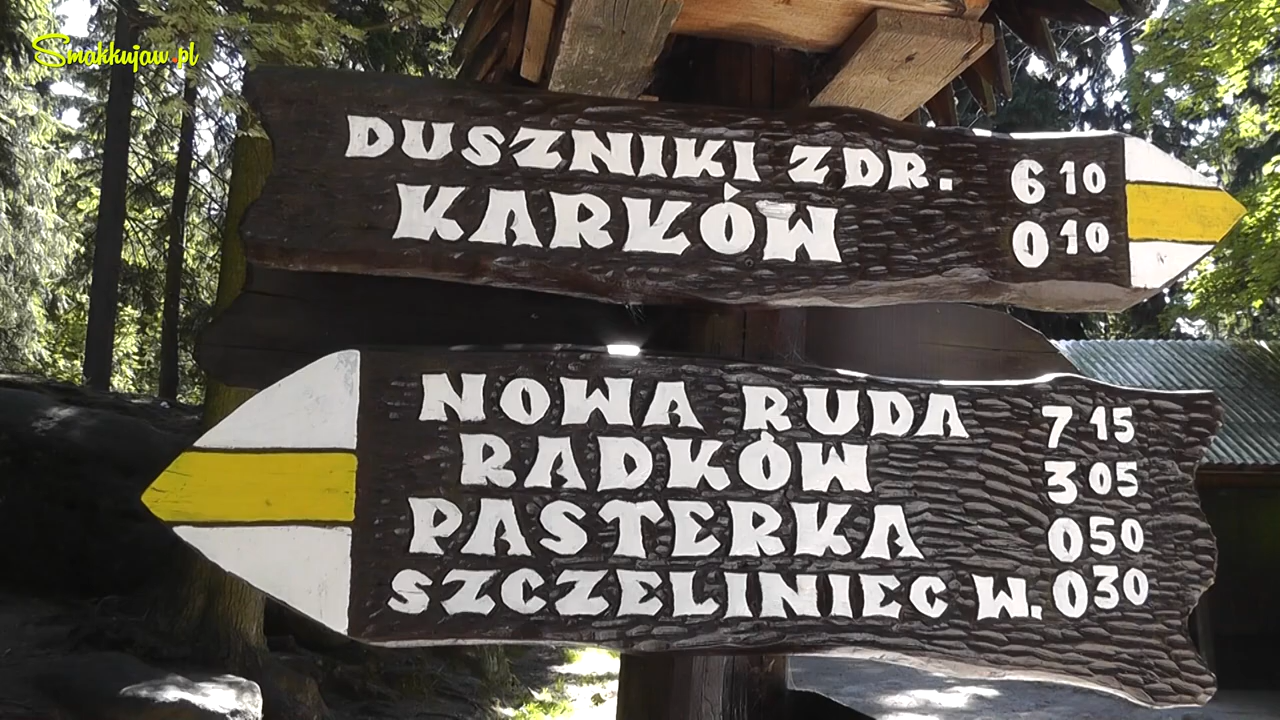 Smakkujaw.pl
DUSZNIKI ZDR. 6 10
KARŁÓW 0 10
NOWA RUDA 7 15
RADKÓW 3 05
PASTERKA 0 50
SZCZELINIEC W. 0 30